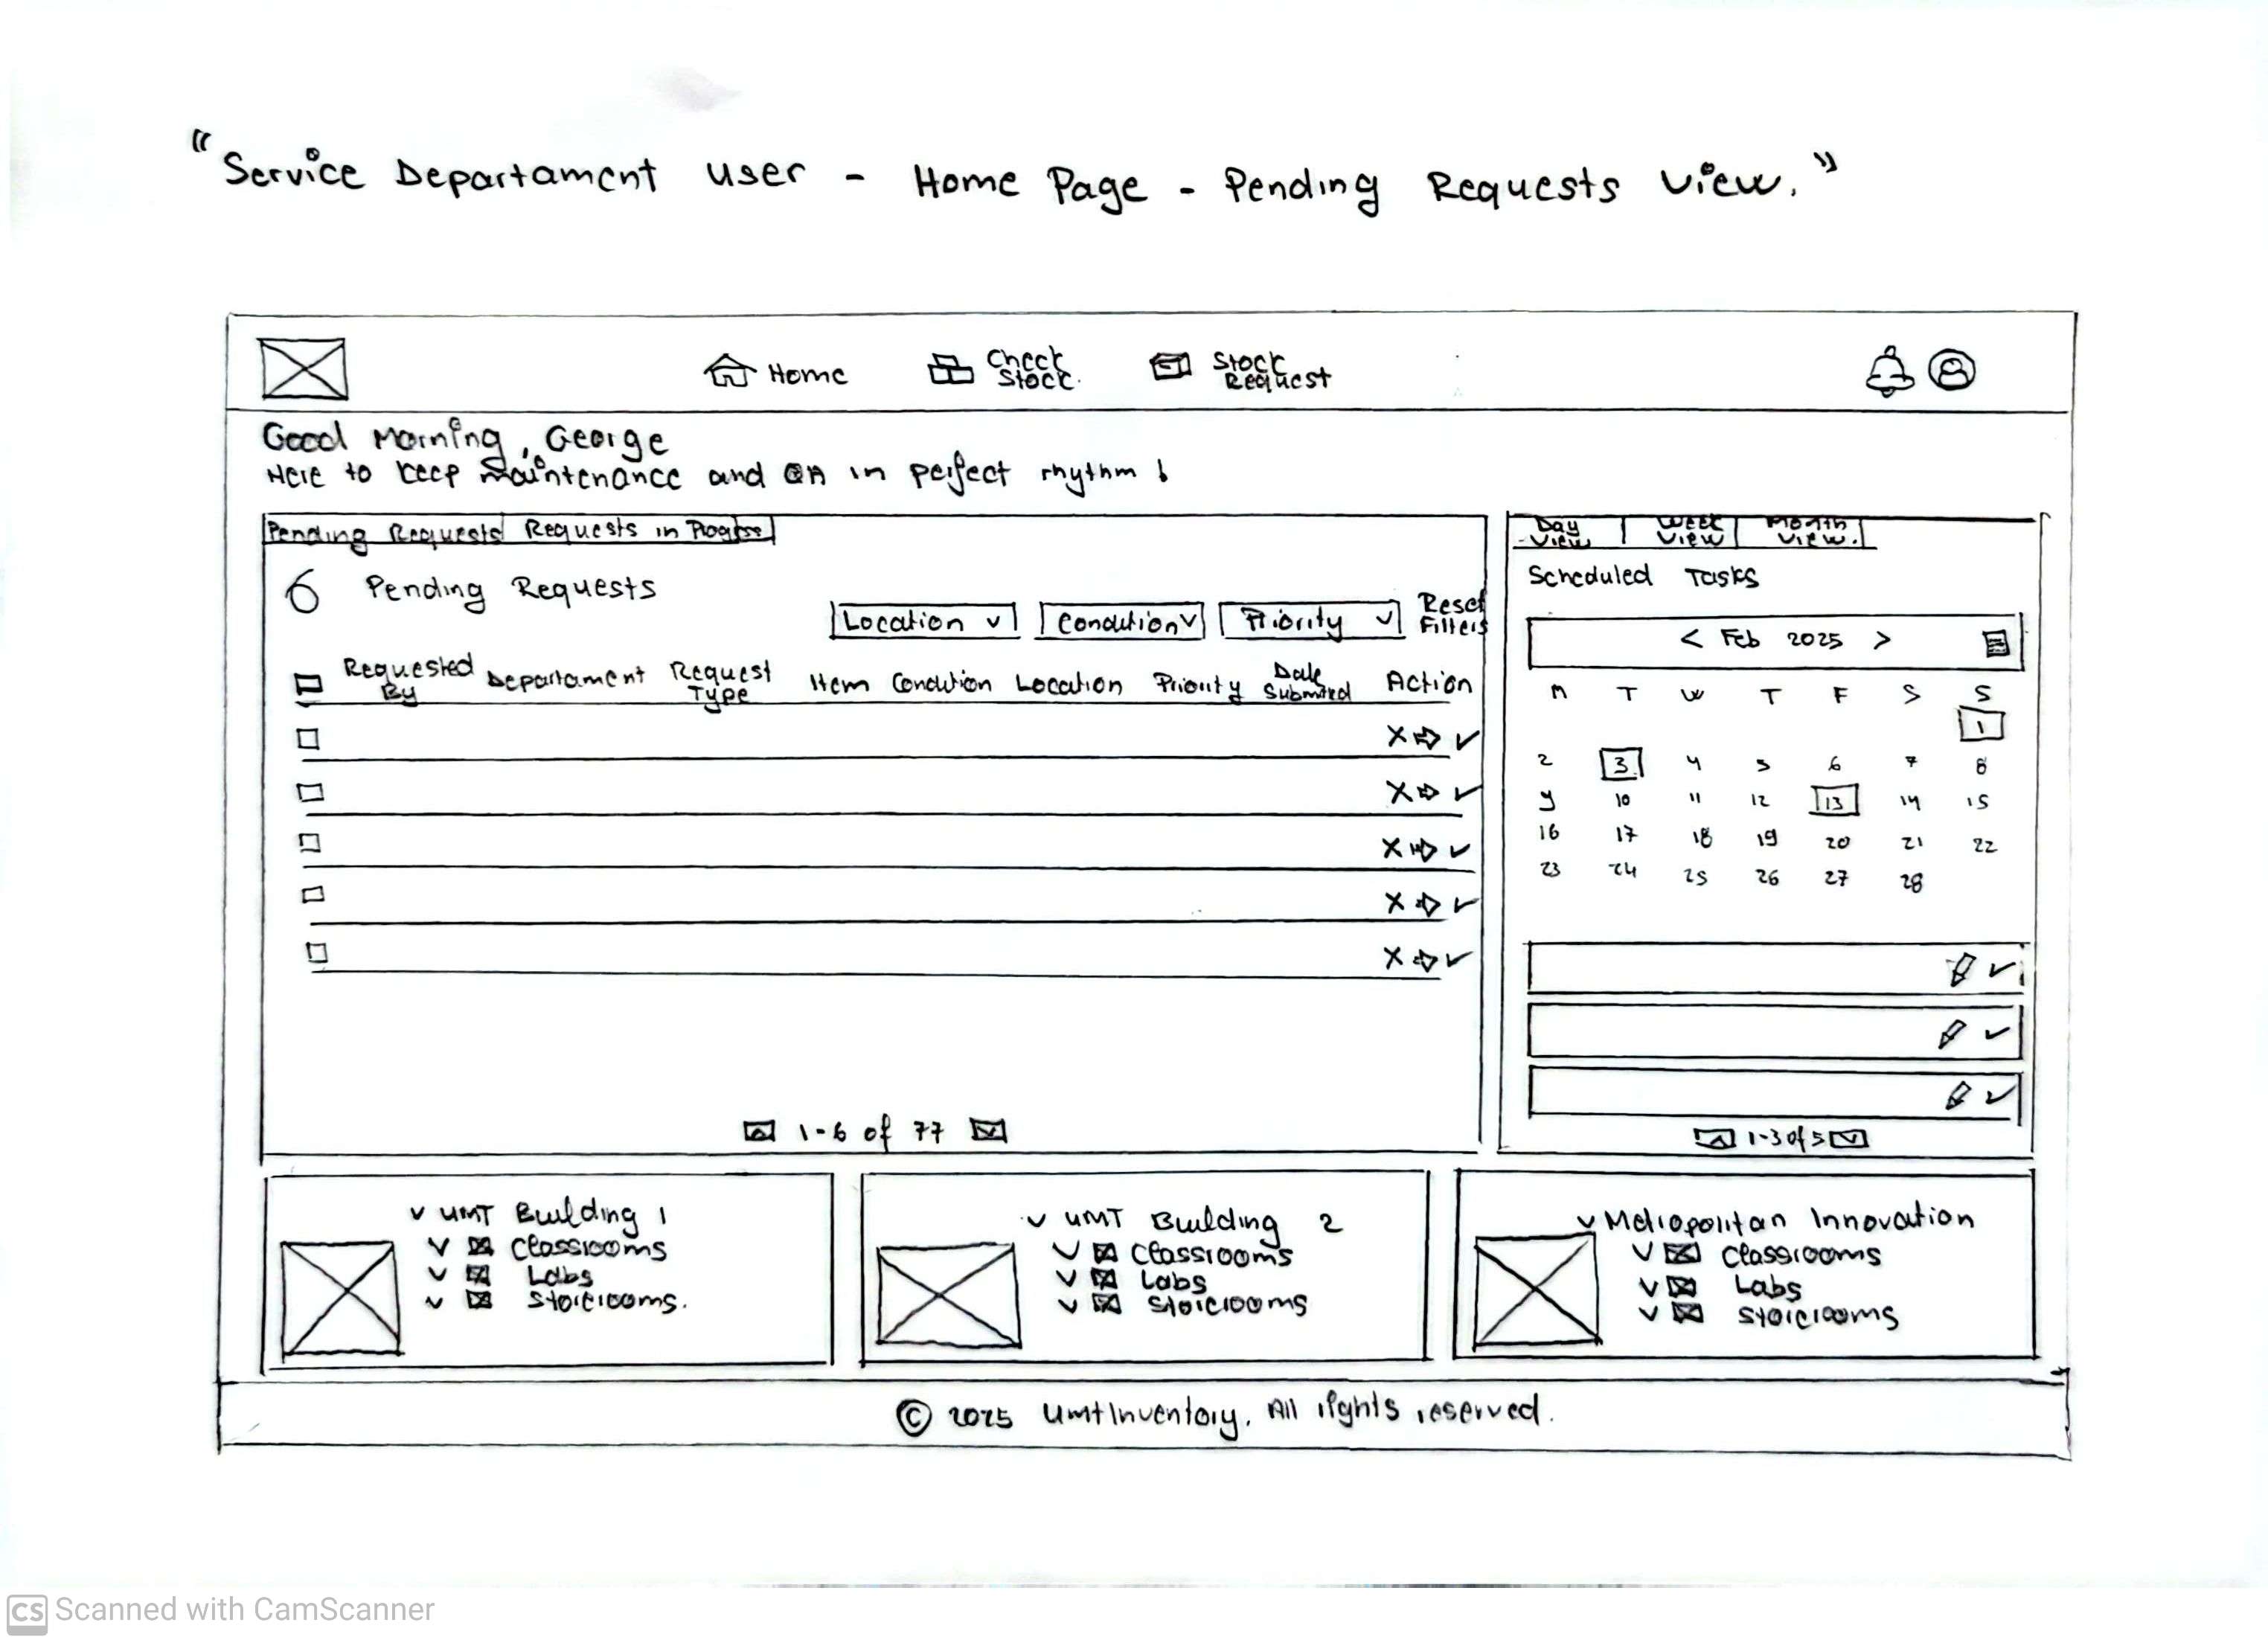 "Service Departament user - Home Page - Pending Requests view."
Home
Check Stock.
Stock Request
Good Morning, George
Here to keep maintenance and QA in perfect rhythm!
Pending Requests
Requests in Progress
6 Pending Requests
Location
Condition
Priority
Reset Filters
Requested By
Departament
Request Type
Item
Condition
Location
Priority
Date Submitted
Action
1-6 of 77
Day View
Week View
Month View.
Scheduled Tasks
< Feb 2025 >
M T W T F S S
1
2 3 4 5 6 7 8
9 10 11 12 13 14 15
16 17 18 19 20 21 22
23 24 25 26 27 28
1-3 of 5
UMT Building 1
Classrooms
Labs
Storerooms.
UMT Building 2
Classrooms
Labs
Storerooms
Metropolitan Innovation
Classrooms
Labs
Storerooms
© 2025 UmtInventory. All rights reserved.
CS Scanned with CamScanner